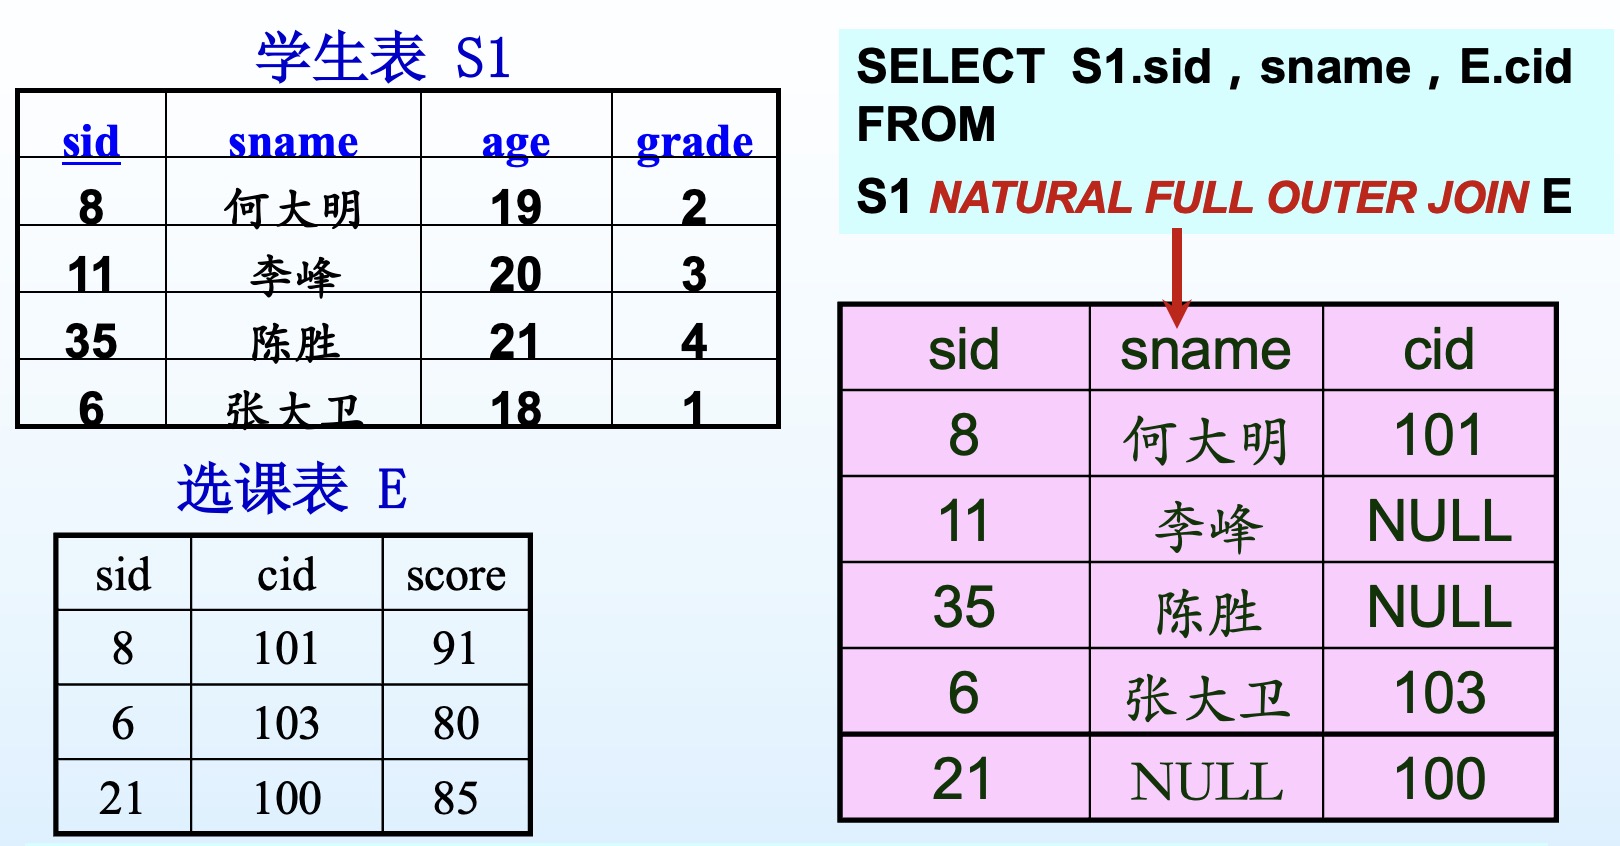 学生表 S1
sid sname age grade
8 何大明 19 2
11 李峰 20 3
35 陈胜 21 4
6 张大卫 18 1
选课表 E
sid cid score
8 101 91
6 103 80
21 100 85
SELECT S1.sid，sname，E.cid
FROM
S1 NATURAL FULL OUTER JOIN E
sid sname cid
8 何大明 101
11 李峰 NULL
35 陈胜 NULL
6 张大卫 103
21 NULL 100